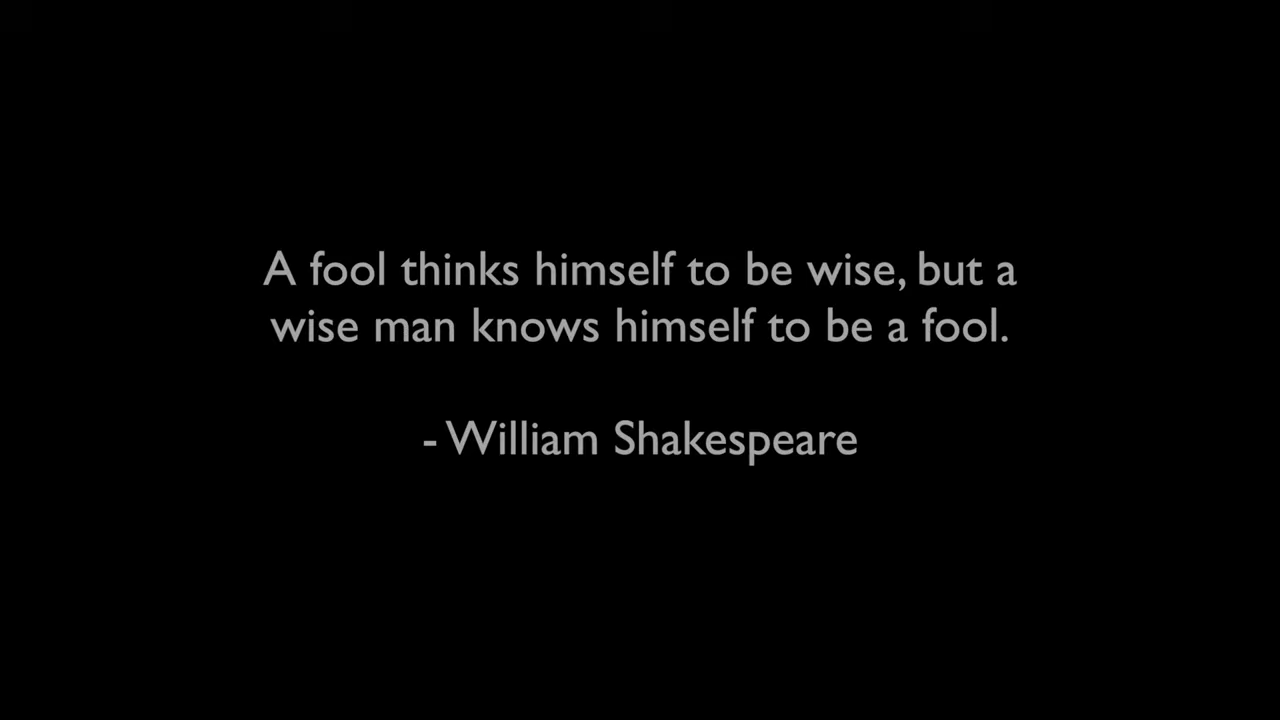 A fool thinks himself to be wise, but a
wise man knows himself to be a fool.
- William Shakespeare